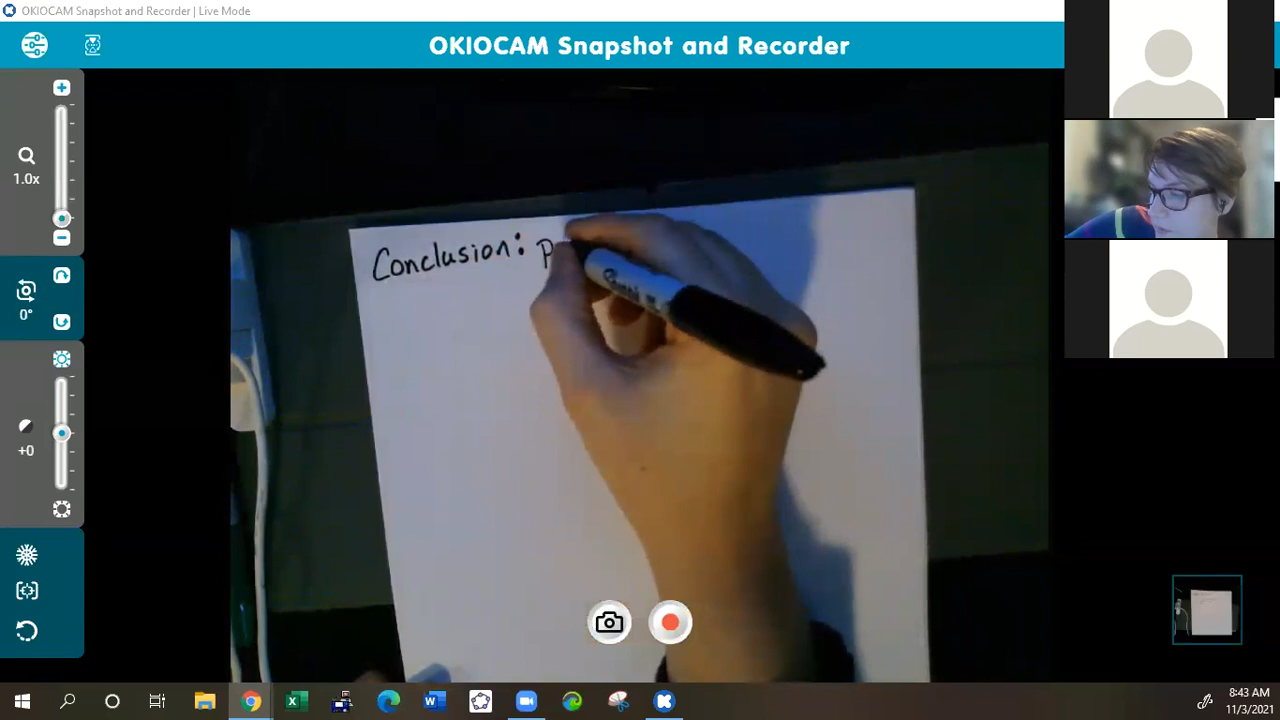 OKIOCAM Snapshot and Recorder | Live Mode
OKIOCAM Snapshot and Recorder
1.0x
0°
+0
Conclusion: p
8:43 AM
11/3/2021